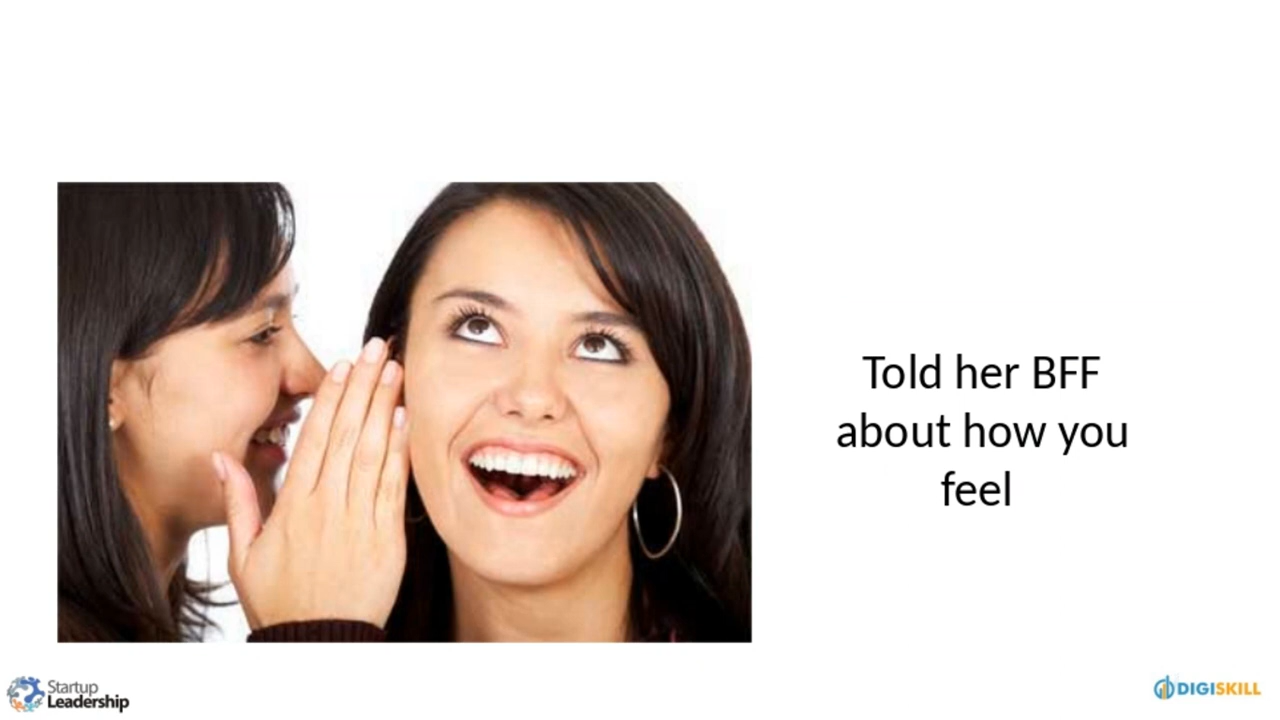 Told her BFF
about how you
feel
Startup
Leadership
DIGISKILL